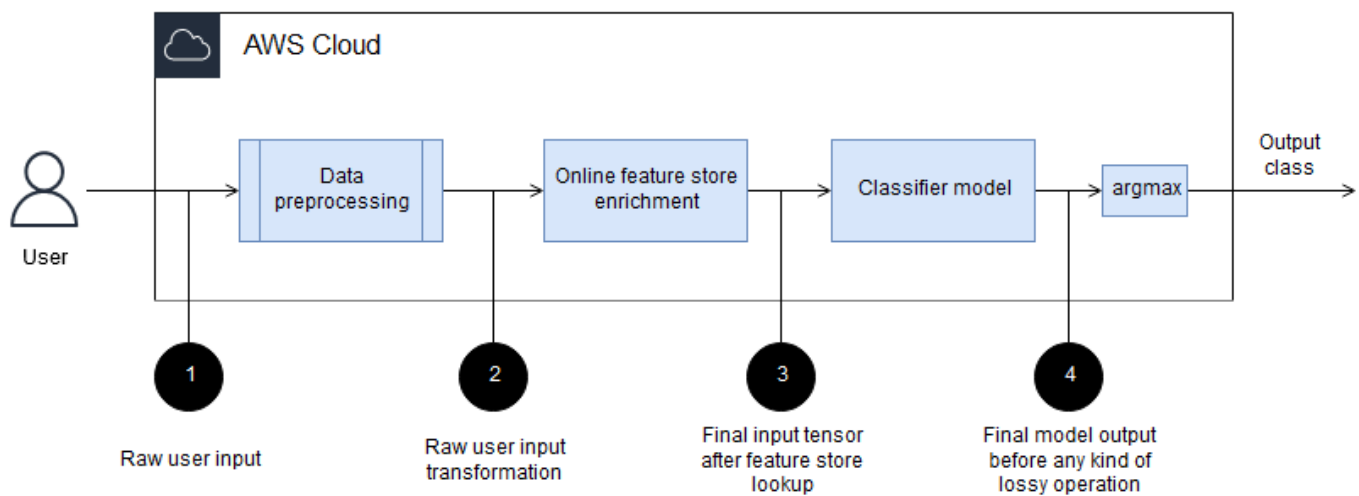 AWS Cloud
User
Data
preprocessing
Online feature store
enrichment
Classifier model
argmax
Output
class
1
2
3
4
Raw user input
Raw user input
transformation
Final input tensor
after feature store
lookup
Final model output
before any kind of
lossy operation